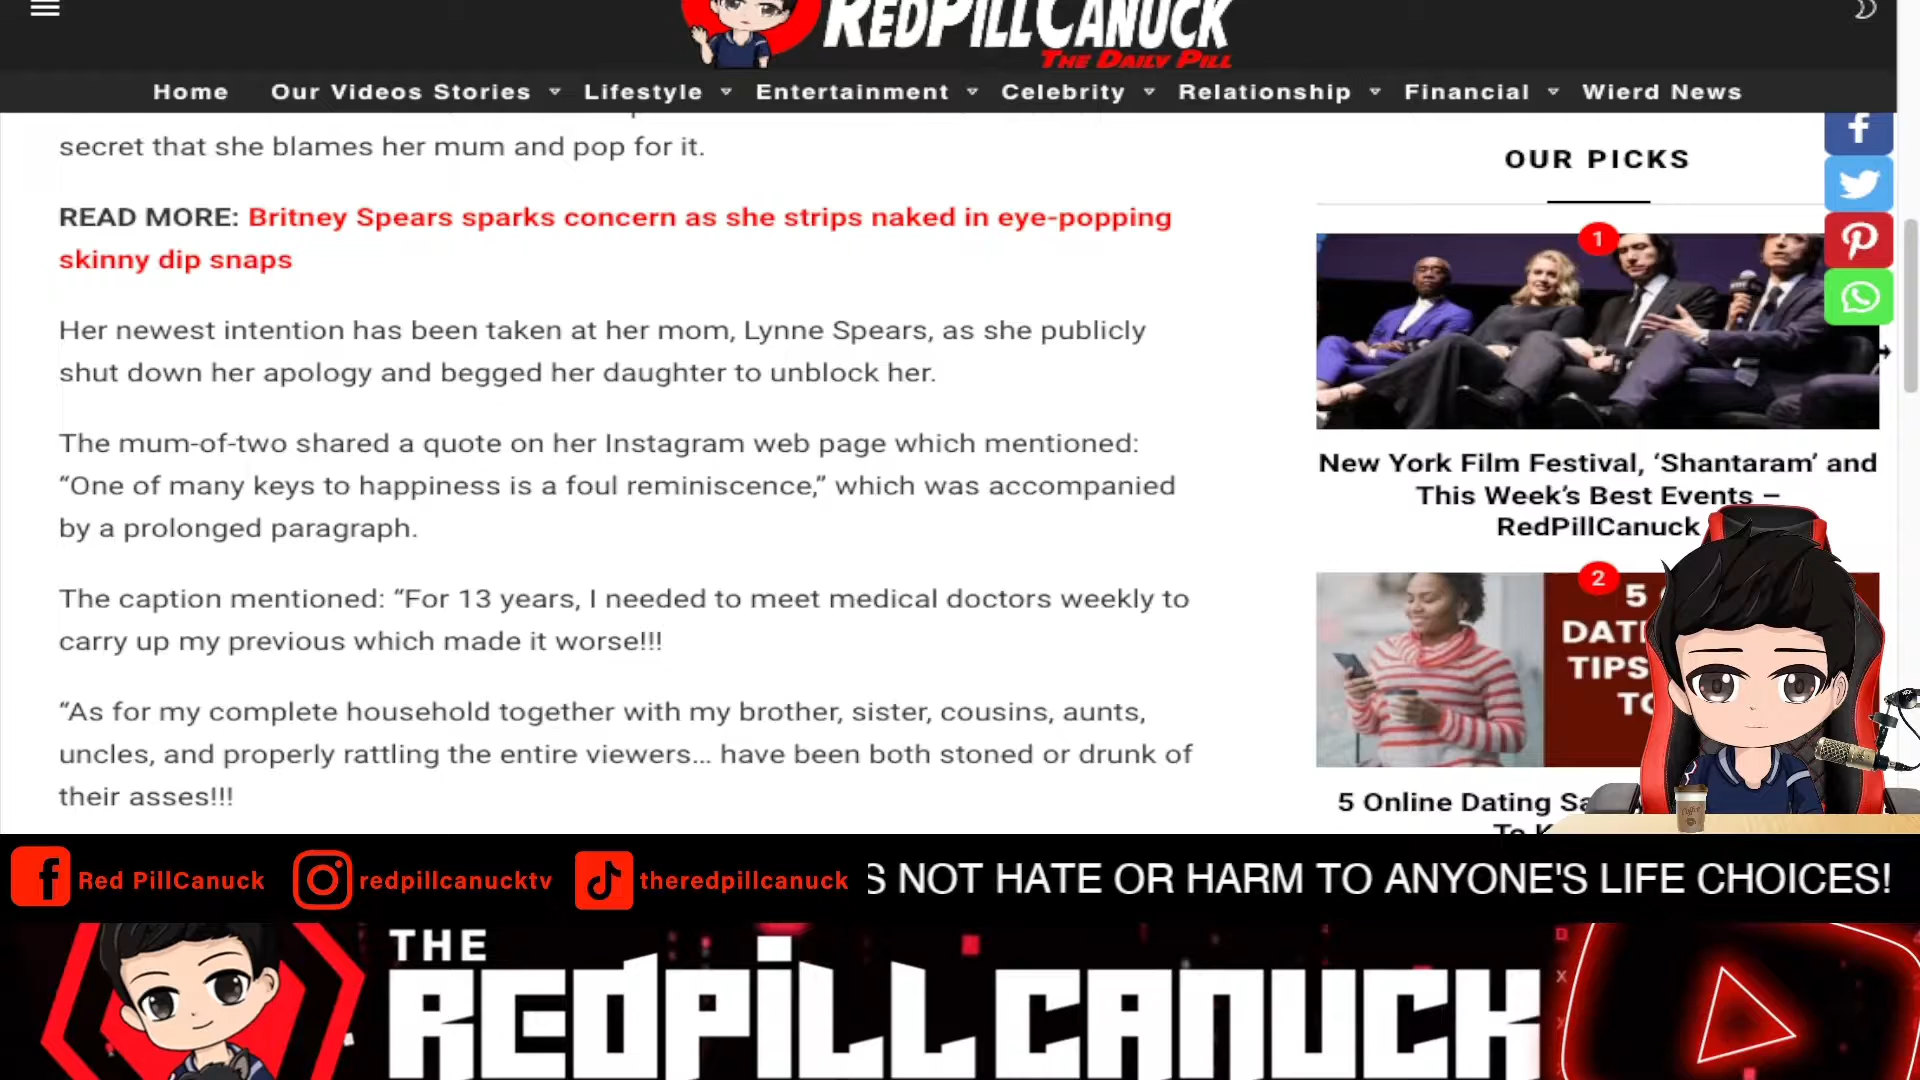 REDPILLCANUCK
THE DAILY PILL
Home Our Videos Stories Lifestyle Entertainment Celebrity Relationship Financial Wierd News
secret that she blames her mum and pop for it.
READ MORE: Britney Spears sparks concern as she strips naked in eye-popping
skinny dip snaps
Her newest intention has been taken at her mom, Lynne Spears, as she publicly
shut down her apology and begged her daughter to unblock her.
The mum-of-two shared a quote on her Instagram web page which mentioned:
“One of many keys to happiness is a foul reminiscence,” which was accompanied
by a prolonged paragraph.
The caption mentioned: “For 13 years, I needed to meet medical doctors weekly to
carry up my previous which made it worse!!!
“As for my complete household together with my brother, sister, cousins, aunts,
uncles, and properly rattling the entire viewers... have been both stoned or drunk of
their asses!!!
OUR PICKS
1
New York Film Festival, ‘Shantaram’ and
This Week’s Best Events –
RedPillCanuck
2
5
DATI
TIPS
TO
5 Online Dating Sa
To K
Red PillCanuck redpillcanucktv theredpillcanuck S NOT HATE OR HARM TO ANYONE'S LIFE CHOICES!
THE
REDPILLCANUCK